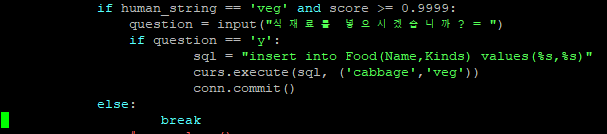 if human_string == 'veg' and score >= 0.9999:
question = input("식재료를 넣으시겠습니까? = ")
if question == 'y':
sql = "insert into Food(Name,Kinds) values(%s,%s)"
curs.execute(sql, ('cabbage','veg'))
conn.commit()
else:
break